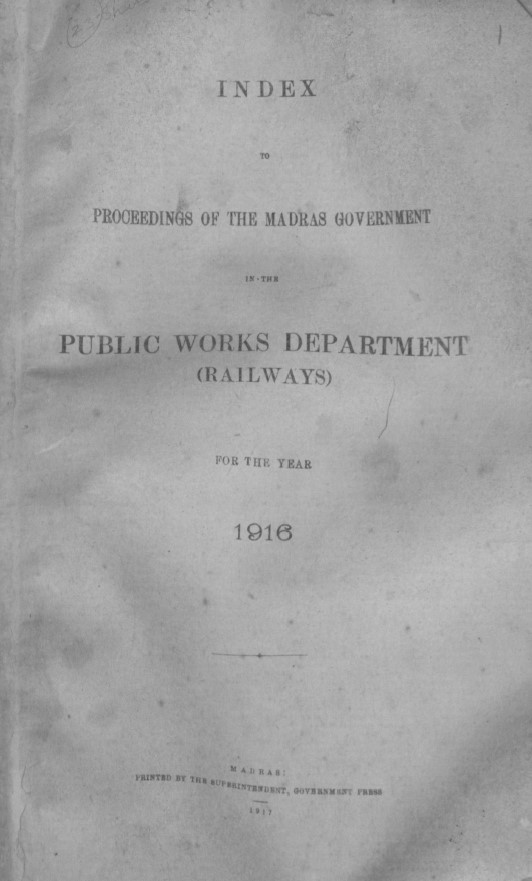 INDEX
TO
PROCEEDINGS OF THE MADRAS GOVERNMENT
IN THE
PUBLIC WORKS DEPARTMENT
(RAILWAYS)
FOR THE YEAR
1916
MADRAS:
PRINTED BY THE SUPERINTENDENT, GOVERNMENT PRESS
1917